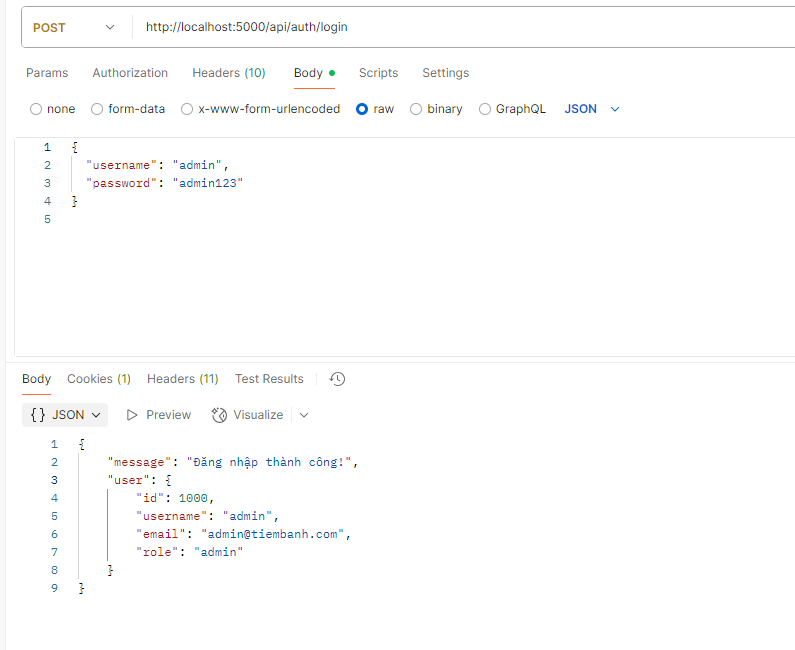 POST http://localhost:5000/api/auth/login
Params Authorization Headers (10) Body Scripts Settings
none form-data x-www-form-urlencoded raw binary GraphQL JSON
1 {
2 "username": "admin",
3 "password": "admin123"
4 }
5
Body Cookies (1) Headers (11) Test Results
{} JSON Preview Visualize
1 {
2 "message": "Đăng nhập thành công!",
3 "user": {
4 "id": 1000,
5 "username": "admin",
6 "email": "admin@tiembanh.com",
7 "role": "admin"
8 }
9 }